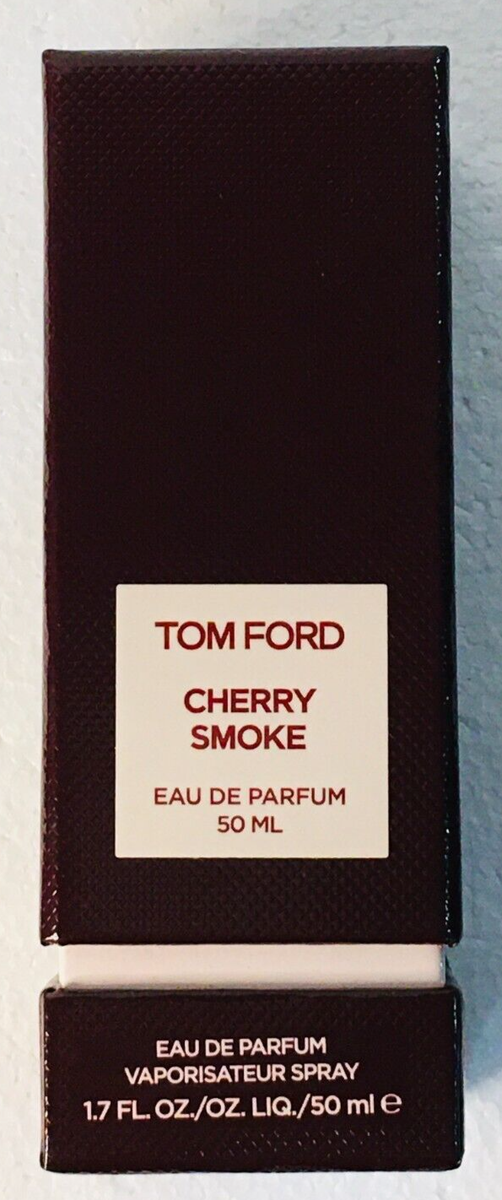 TOM FORD
CHERRY
SMOKE
EAU DE PARFUM
50 ML
EAU DE PARFUM
VAPORISATEUR SPRAY
1.7 FL. OZ./OZ. LIQ./50 ml ℮